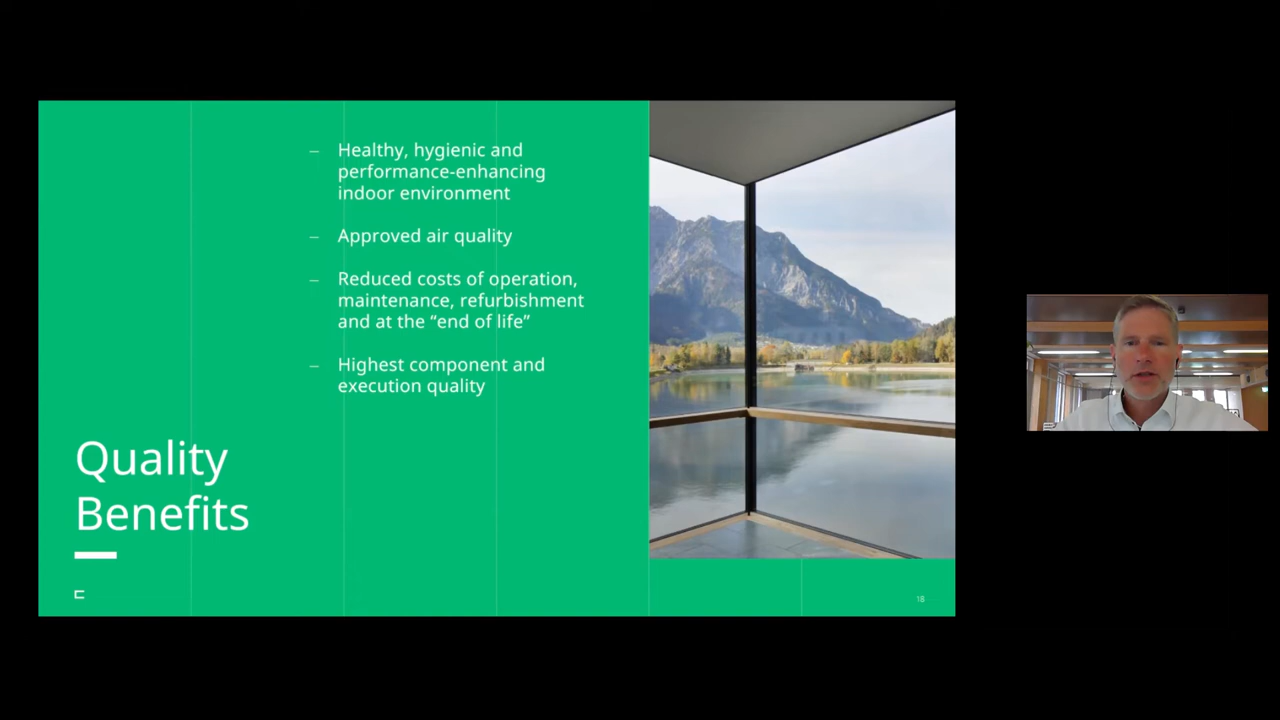 – Healthy, hygienic and
performance-enhancing
indoor environment
– Approved air quality
– Reduced costs of operation,
maintenance, refurbishment
and at the “end of life”
– Highest component and
execution quality
Quality
Benefits
18